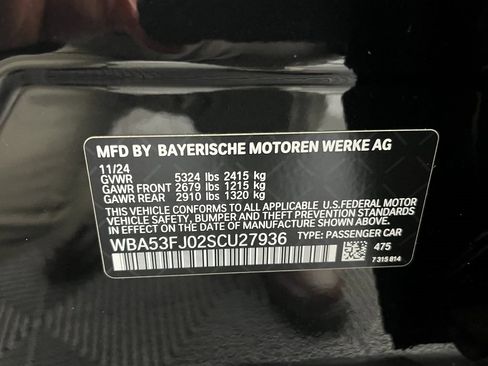 MFD BY BAYERISCHE MOTOREN WERKE AG
11/24
GVWR 5324 lbs 2415 kg
GAWR FRONT 2679 lbs 1215 kg
GAWR REAR 2910 lbs 1320 kg
THIS VEHICLE CONFORMS TO ALL APPLICABLE U.S.FEDERAL MOTOR
VEHICLE SAFETY, BUMPER, AND THEFT PREVENTION STANDARDS
IN EFFECT ON THE DATE OF MANUFACTURE SHOWN ABOVE.
WBA53FJ02SCU27936 TYPE: PASSENGER CAR
475
7 315 814